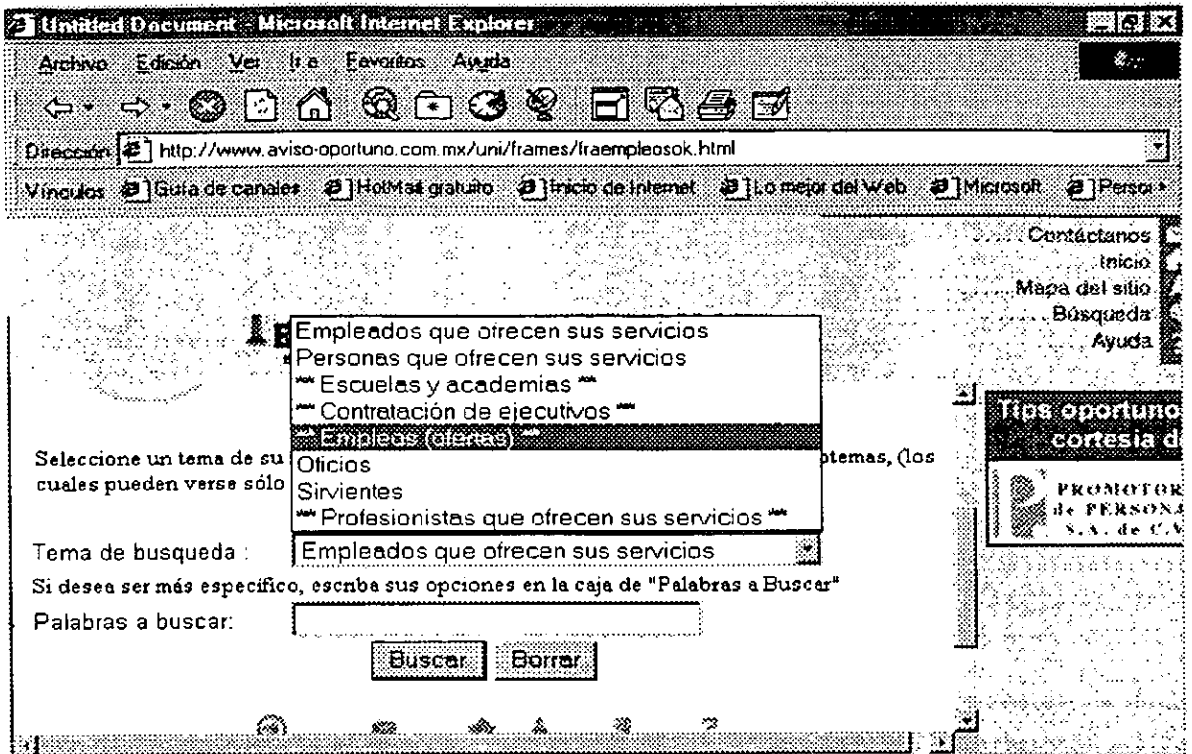 Untitled Document - Microsoft Internet Explorer
Archivo Edición Ver Ir a Favoritos Ayuda
Dirección http://www.aviso-oportuno.com.mx/uni/frames/fraempleosok.html
Vínculos Guía de canales HotMail gratuito Inicio de Internet Lo mejor del Web Microsoft Person
.....Contáctanos
......Inicio
.....Mapa del sitio
......Búsqueda
......Ayuda
Empleados que ofrecen sus servicios
Personas que ofrecen sus servicios
*** Escuelas y academias ***
*** Contratación de ejecutivos ***
*** Empleos (ofertas) ***
Oficios
Sirvientes
*** Profesionistas que ofrecen sus servicios ***
Tips oportuno
cortesía d
Seleccione un tema de su ptemas, (los
cuales pueden verse sólo
PROMOTOR
de PERSONA
S.A. de C.V
Tema de busqueda : Empleados que ofrecen sus servicios
Si desea ser más específico, escriba sus opciones en la caja de "Palabras a Buscar"
Palabras a buscar:
Buscar Borrar